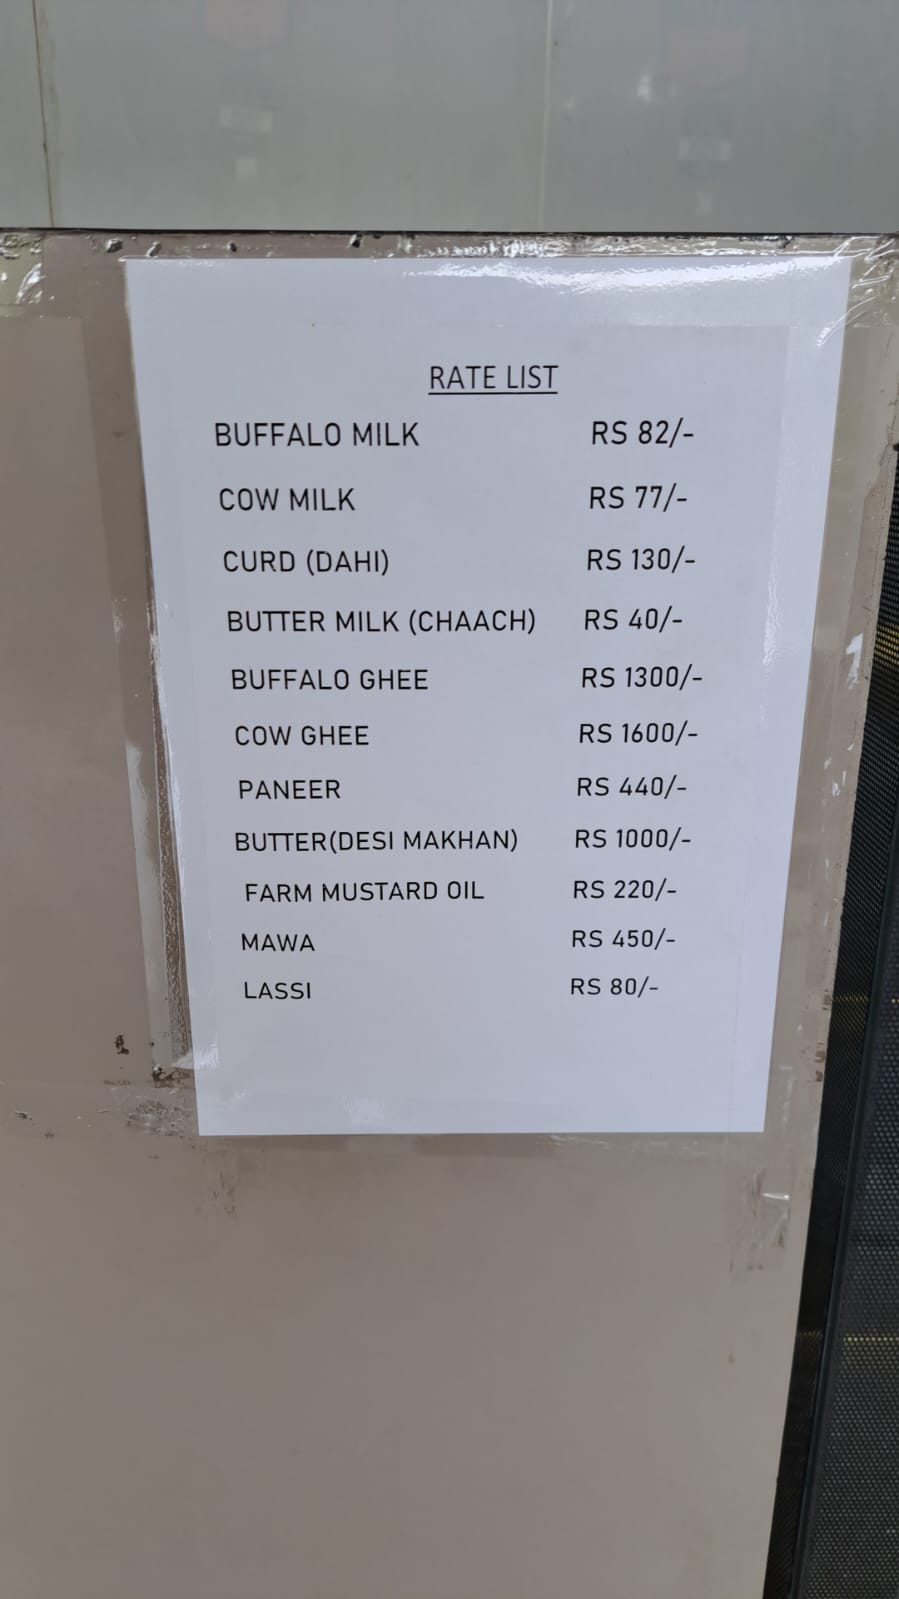 RATE LIST
BUFFALO MILK RS 82/-
COW MILK RS 77/-
CURD (DAHI) RS 130/-
BUTTER MILK (CHAACH) RS 40/-
BUFFALO GHEE RS 1300/-
COW GHEE RS 1600/-
PANEER RS 440/-
BUTTER(DESI MAKHAN) RS 1000/-
FARM MUSTARD OIL RS 220/-
MAWA RS 450/-
LASSI RS 80/-